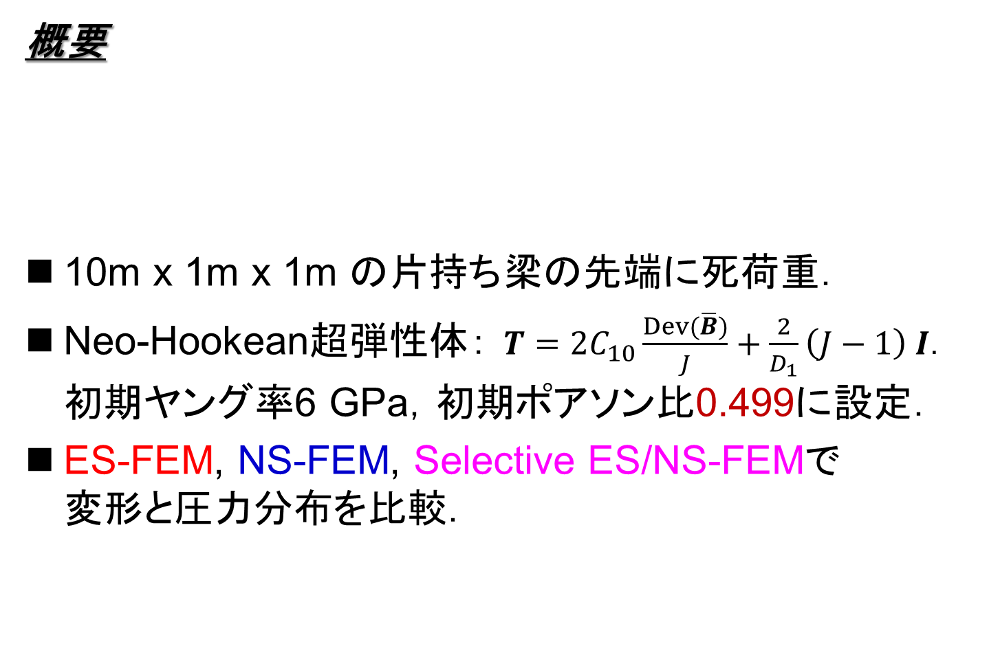 概要
■ 10m x 1m x 1m の片持ち梁の先端に死荷重．
■ Neo-Hookean超弾性体： $\boldsymbol{T} = 2C_{10} \frac{\mathrm{Dev}(\overline{\boldsymbol{B}})}{J} + \frac{2}{D_1} (J - 1) \boldsymbol{I}$．
初期ヤング率6 GPa，初期ポアソン比0.499に設定．
■ ES-FEM, NS-FEM, Selective ES/NS-FEMで
変形と圧力分布を比較．